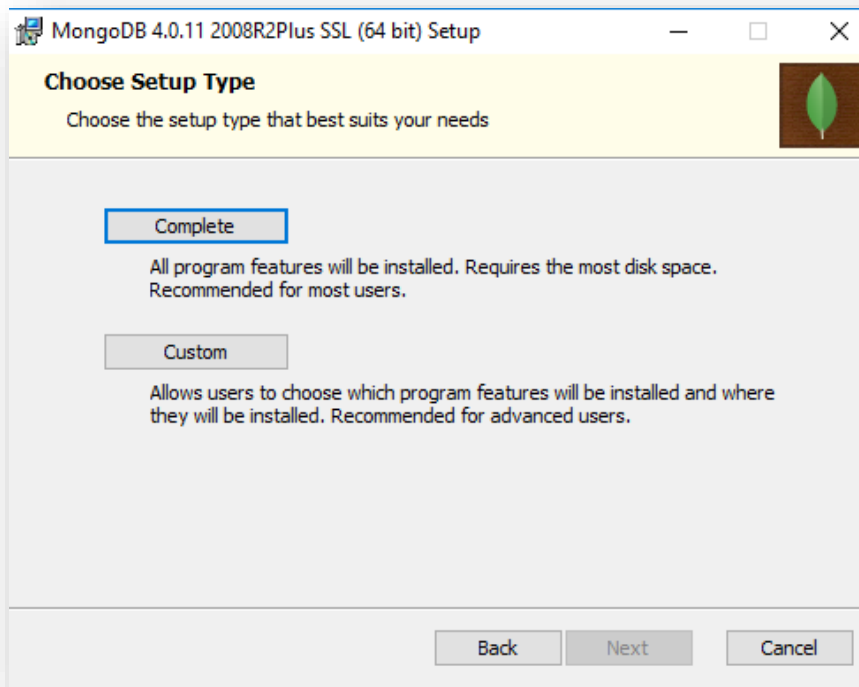 MongoDB 4.0.11 2008R2Plus SSL (64 bit) Setup
Choose Setup Type
Choose the setup type that best suits your needs
Complete
All program features will be installed. Requires the most disk space.
Recommended for most users.
Custom
Allows users to choose which program features will be installed and where
they will be installed. Recommended for advanced users.
Back Next Cancel